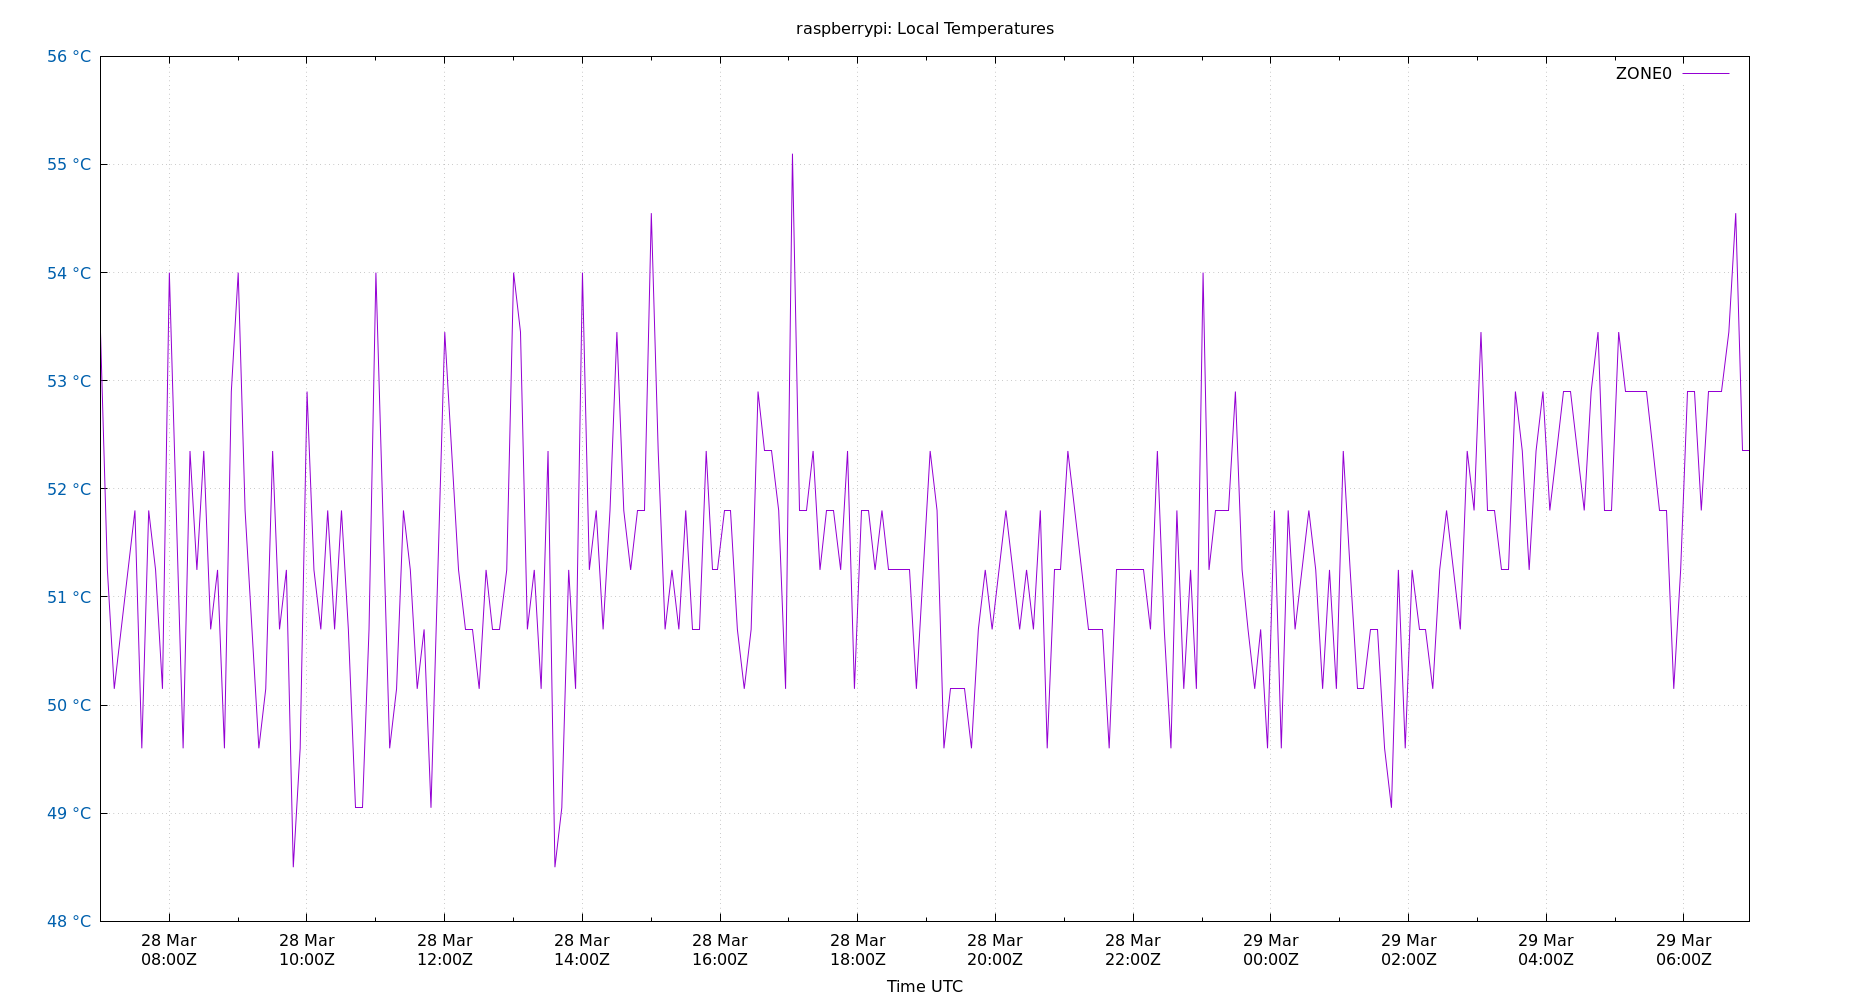 raspberrypi: Local Temperatures
56 °C
55 °C
54 °C
53 °C
52 °C
51 °C
50 °C
49 °C
48 °C
ZONE0
28 Mar 28 Mar 28 Mar 28 Mar 28 Mar 28 Mar 28 Mar 28 Mar 29 Mar 29 Mar 29 Mar 29 Mar
08:00Z 10:00Z 12:00Z 14:00Z 16:00Z 18:00Z 20:00Z 22:00Z 00:00Z 02:00Z 04:00Z 06:00Z
Time UTC